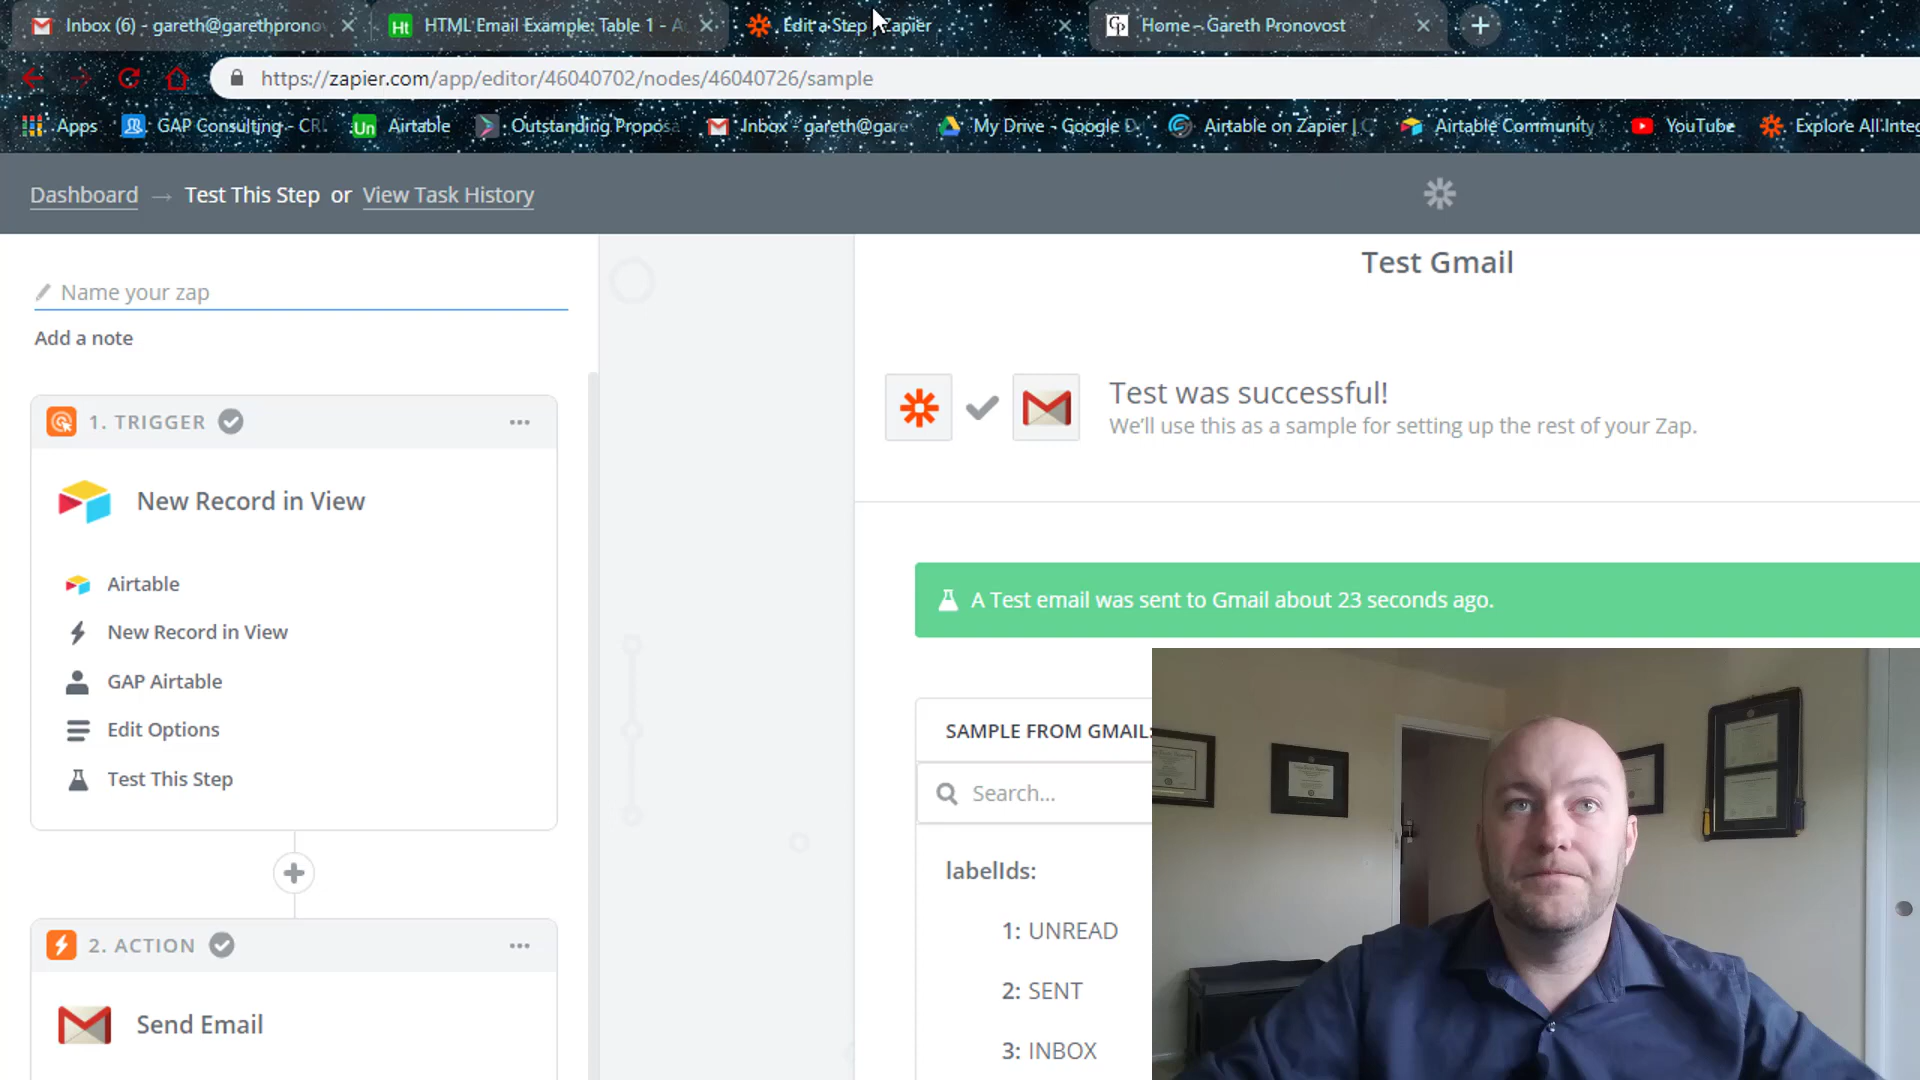 Inbox (6) - gareth@garethprono
HTML Email Example: Table 1 - A
Edit a Step Zapier
Home - Gareth Pronovost
https://zapier.com/app/editor/46040702/nodes/46040726/sample
Apps
GAP Consulting - CR
Airtable
Outstanding Propos
Inbox - gareth@gare
My Drive - Google D
Airtable on Zapier | C
Airtable Community
YouTube
Explore All Inte
Dashboard → Test This Step or View Task History
Name your zap
Add a note
1. TRIGGER
New Record in View
Airtable
New Record in View
GAP Airtable
Edit Options
Test This Step
2. ACTION
Send Email
Test Gmail
Test was successful!
We'll use this as a sample for setting up the rest of your Zap.
A Test email was sent to Gmail about 23 seconds ago.
SAMPLE FROM GMAIL:
Search...
labelIds:
1: UNREAD
2: SENT
3: INBOX